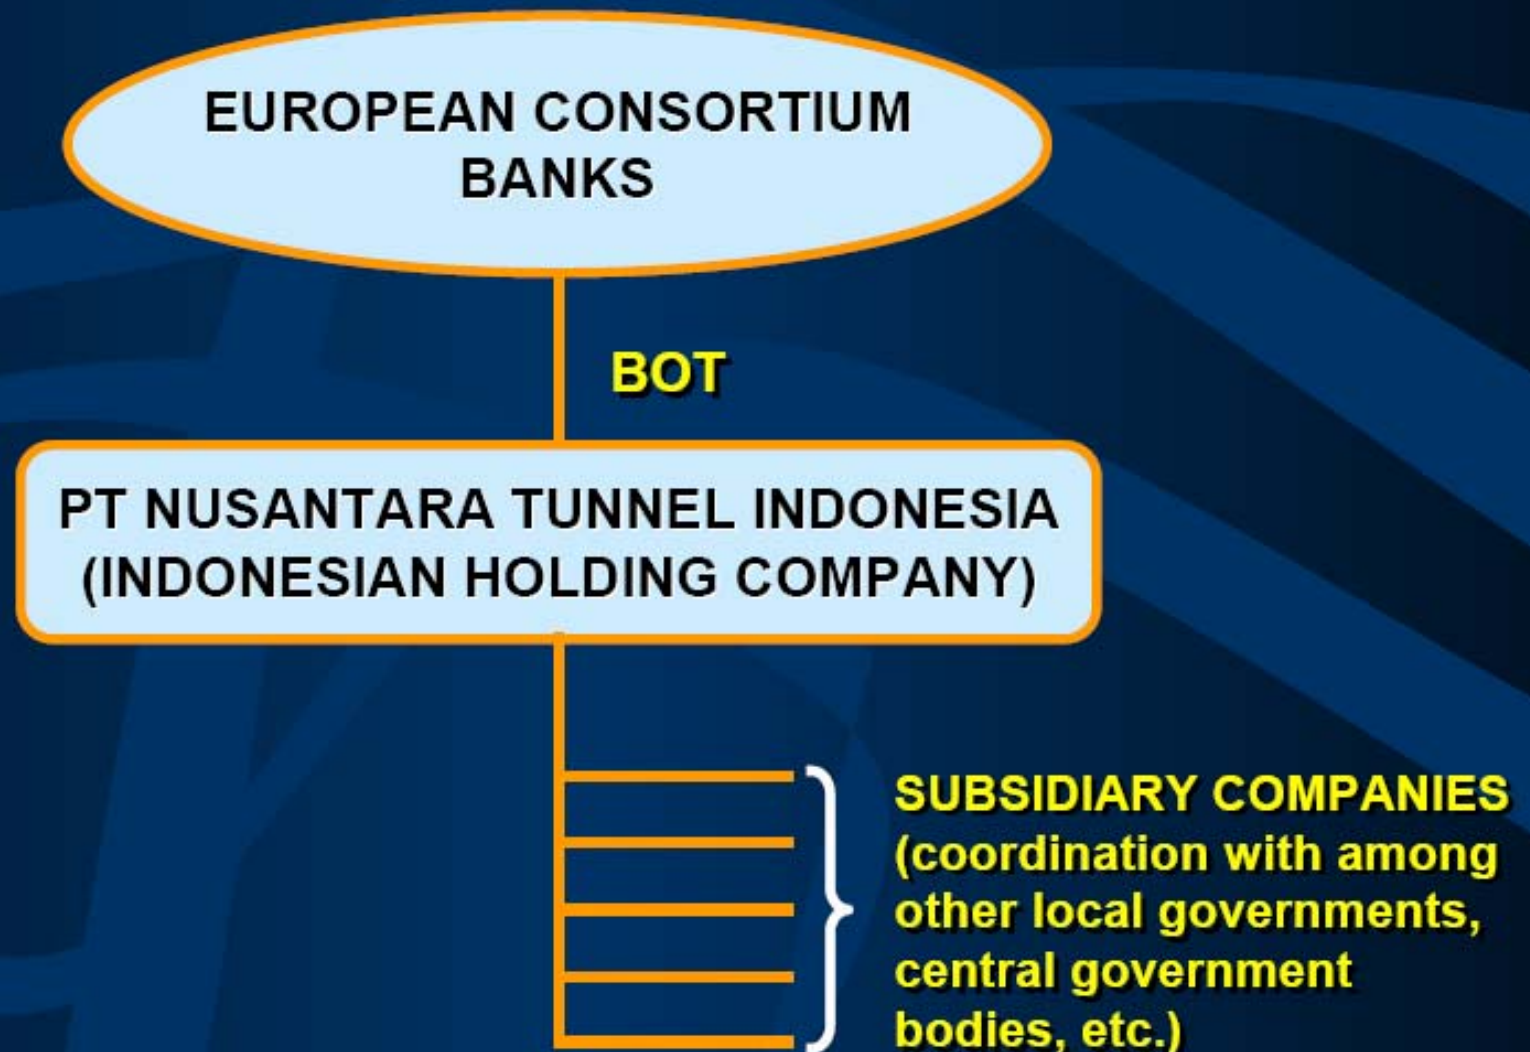 EUROPEAN CONSORTIUM
BANKS
BOT
PT NUSANTARA TUNNEL INDONESIA
(INDONESIAN HOLDING COMPANY)
SUBSIDIARY COMPANIES
(coordination with among
other local governments,
central government
bodies, etc.)